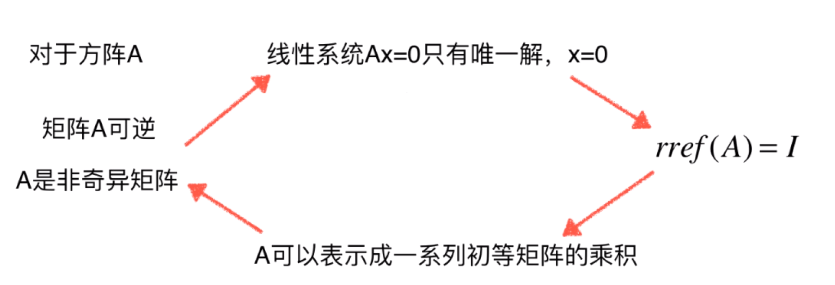 对于方阵A
线性系统Ax=0只有唯一解，x=0
矩阵A可逆
rref(A) = I
A是非奇异矩阵
A可以表示成一系列初等矩阵的乘积